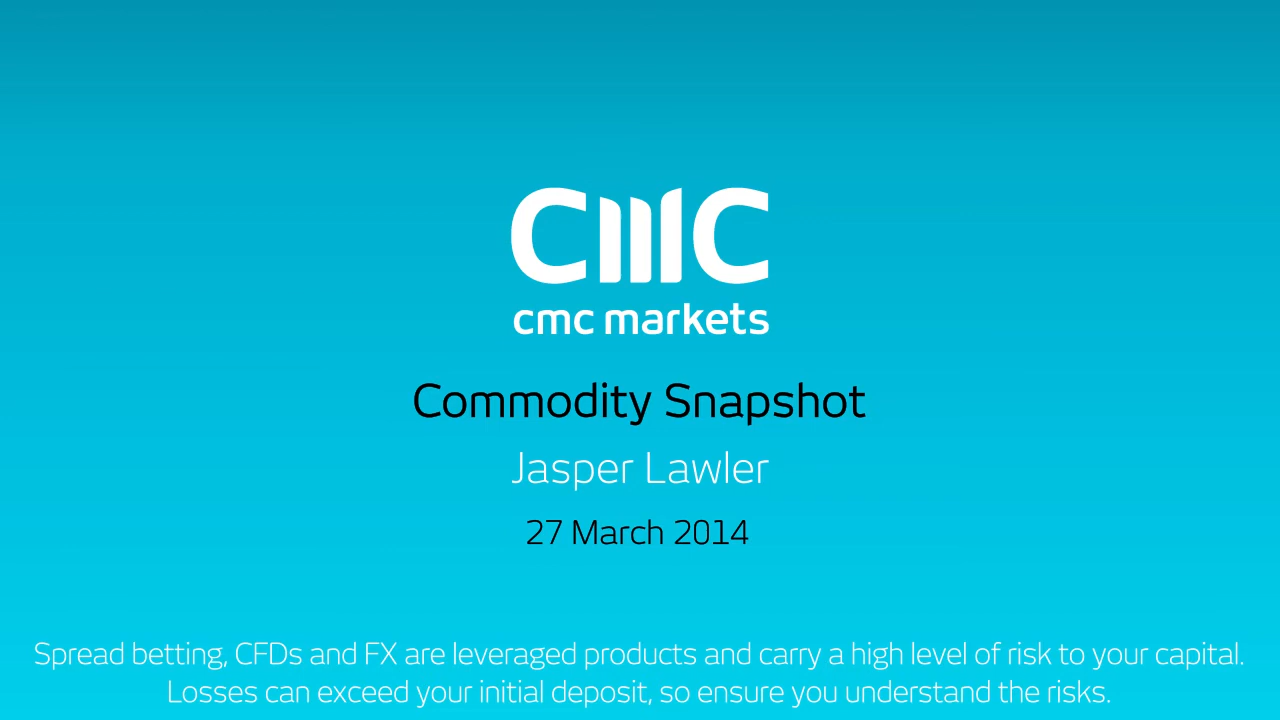 CMC
cmc markets
Commodity Snapshot
Jasper Lawler
27 March 2014
Spread betting, CFDs and FX are leveraged products and carry a high level of risk to your capital.
Losses can exceed your initial deposit, so ensure you understand the risks.